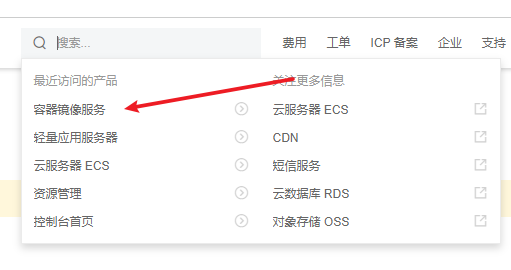 搜索...
费用 工单 ICP 备案 企业 支持
最近访问的产品
容器镜像服务
轻量应用服务器
云服务器 ECS
资源管理
控制台首页
关注更多信息
云服务器 ECS
CDN
短信服务
云数据库 RDS
对象存储 OSS